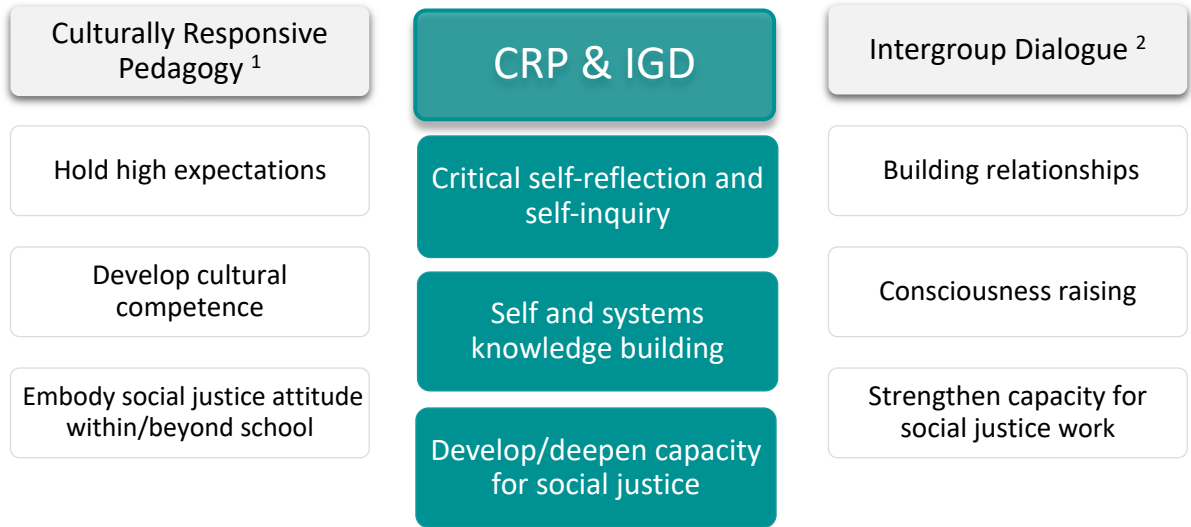 Culturally Responsive
Pedagogy 1
Hold high expectations
Develop cultural
competence
Embody social justice attitude
within/beyond school
CRP & IGD
Critical self-reflection and
self-inquiry
Self and systems
knowledge building
Develop/deepen capacity
for social justice
Intergroup Dialogue 2
Building relationships
Consciousness raising
Strengthen capacity for
social justice work